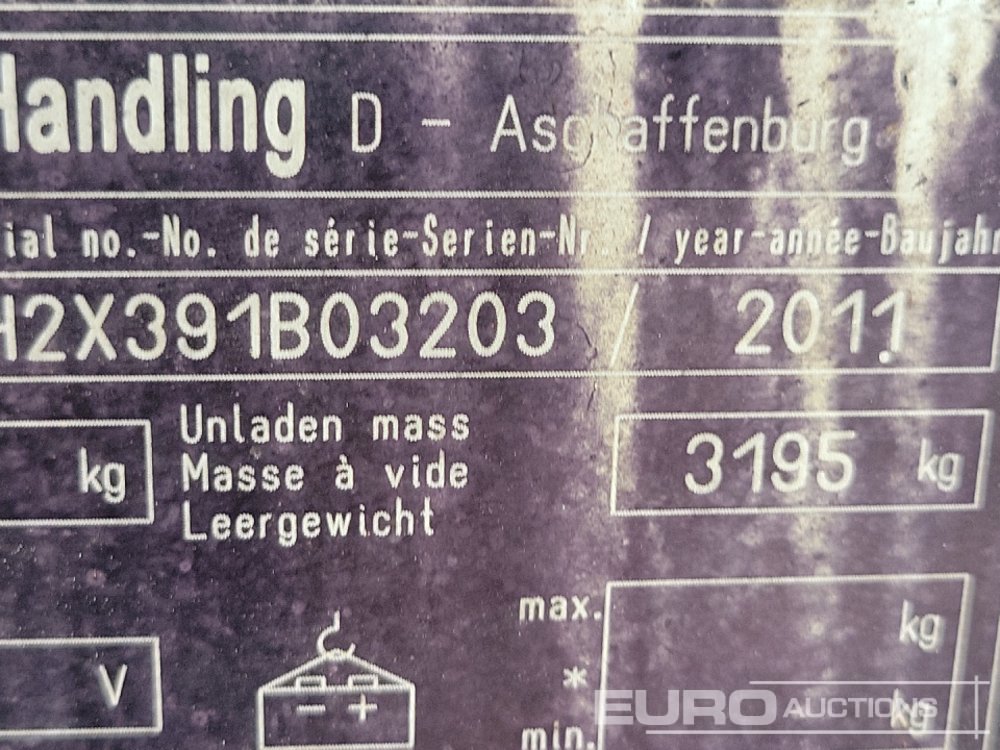 Handling D - Aschaffenburg
ial no.-No. de série-Serien-Nr. / year-année-Baujahr
H2X391B03203 / 2011
kg
Unladen mass
Masse à vide
Leergewicht
3195 kg
max. kg
V
- +
*
min. kg
EURO AUCTIONS